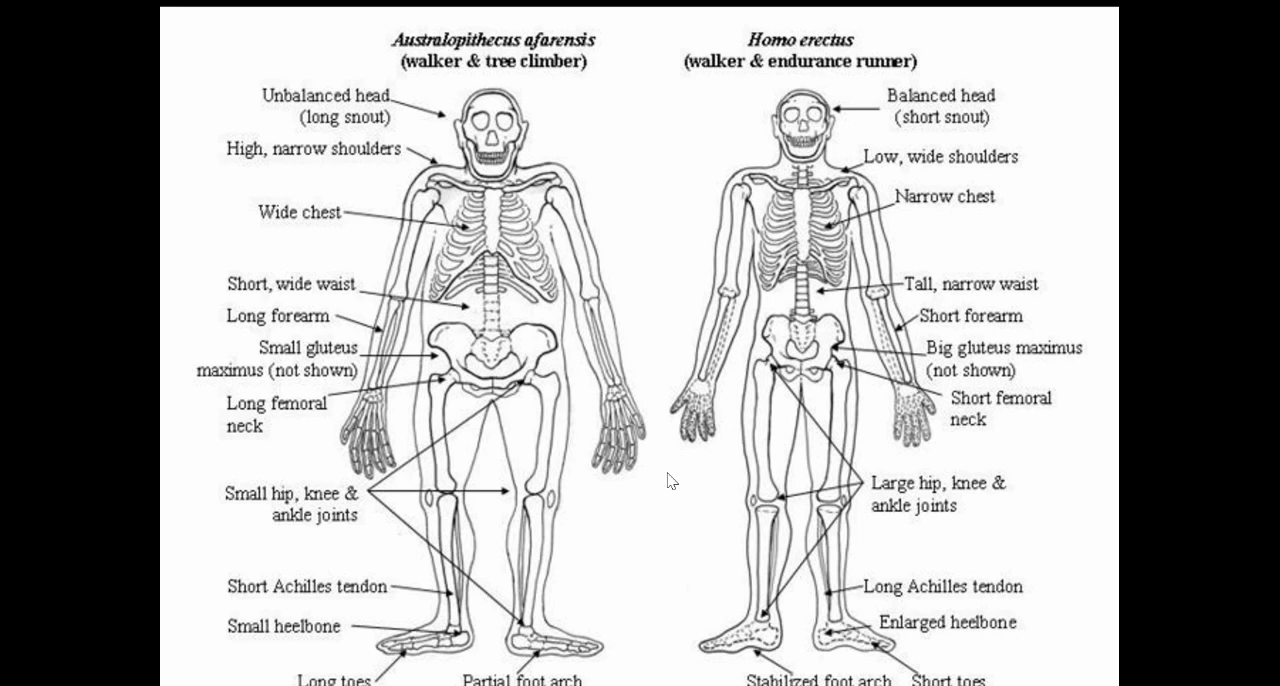 Australopithecus afarensis
(walker & tree climber)
Unbalanced head
(long snout)
High, narrow shoulders
Wide chest
Short, wide waist
Long forearm
Small gluteus
maximus (not shown)
Long femoral
neck
Small hip, knee &
ankle joints
Short Achilles tendon
Small heelbone
Long toes
Partial foot arch
Homo erectus
(walker & endurance runner)
Balanced head
(short snout)
Low, wide shoulders
Narrow chest
Tall, narrow waist
Short forearm
Big gluteus maximus
(not shown)
Short femoral
neck
Large hip, knee &
ankle joints
Long Achilles tendon
Enlarged heelbone
Stabilized foot arch
Short toes